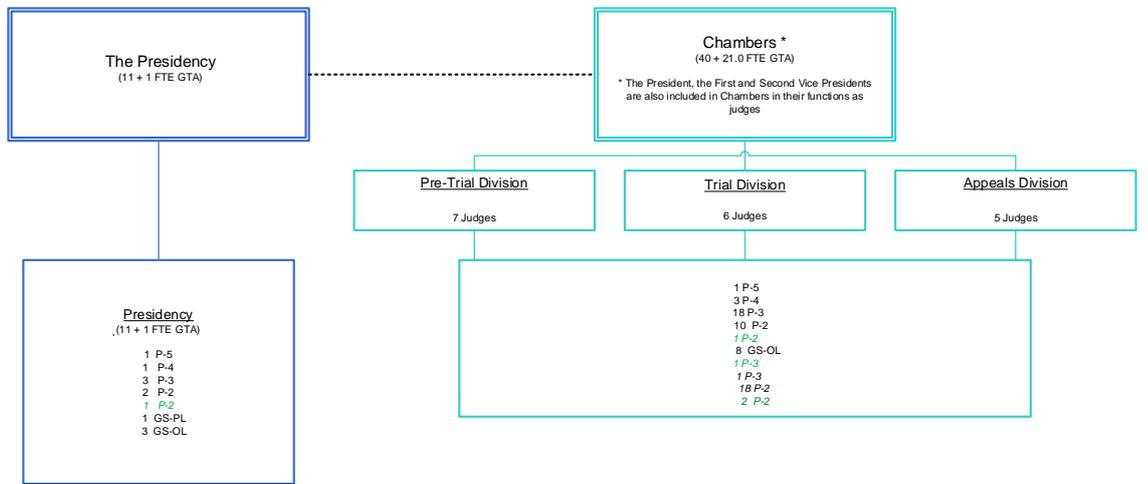 The Presidency
(11 + 1 FTE GTA)
Chambers *
(40 + 21.0 FTE GTA)
* The President, the First and Second Vice Presidents
are also included in Chambers in their functions as
judges
Pre-Trial Division
7 Judges
Trial Division
6 Judges
Appeals Division
5 Judges
Presidency
(11 + 1 FTE GTA)
1 P-5
1 P-4
3 P-3
2 P-2
1 P-2
1 GS-PL
3 GS-OL
1 P-5
3 P-4
18 P-3
10 P-2
1 P-2
8 GS-OL
1 P-3
1 P-3
18 P-2
2 P-2